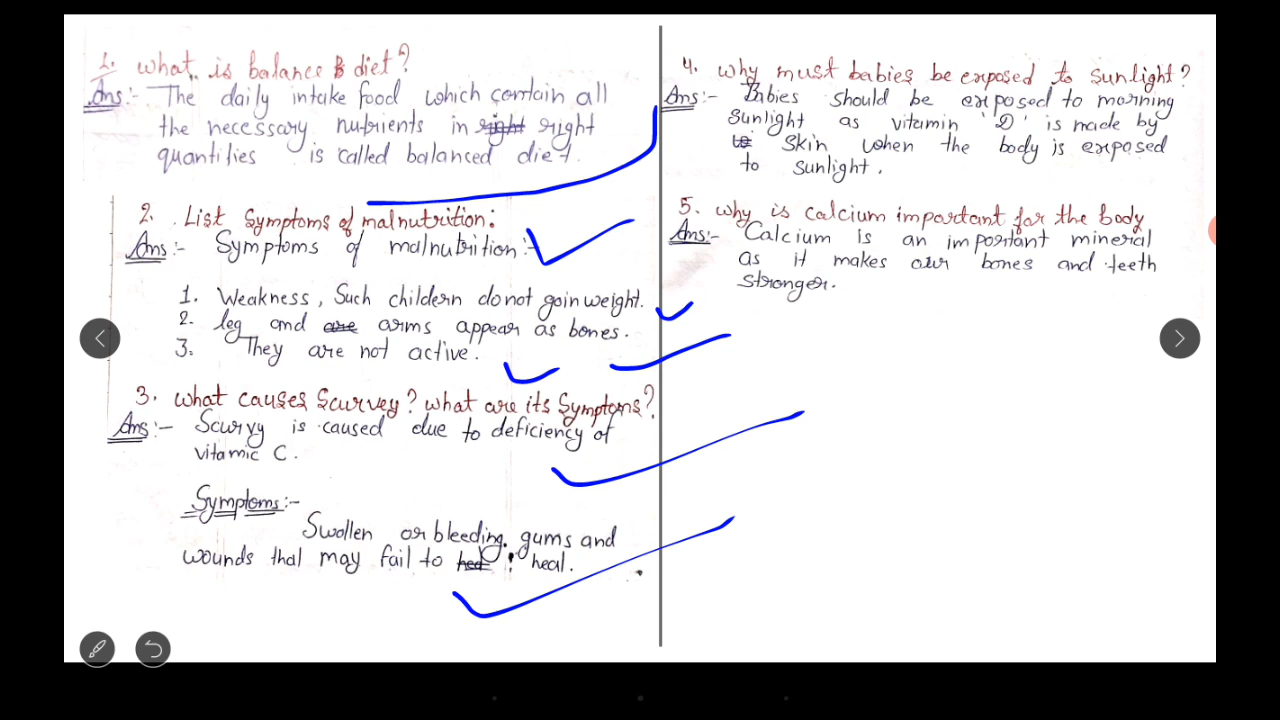 1. What is balance diet?
Ans:- The daily intake food which contain all
the necessary nutrients in right right
quantities is called balanced diet.
2. List Symptoms of malnutrition:
Ans:- Symptoms of malnutrition:-
1. Weakness, Such childern do not goin weight.
2. leg and are arms appear as bones.
3. They are not active.
3. What causes Scurvey? What are its Symptoms?
Ans:- Scurvy is caused due to deficiency of
vitamic C.
Symptoms:-
Swollen or bleeding gums and
wounds that may fail to heal.
4. Why must babies be exposed to sunlight?
Ans:- Babies should be exposed to morning
sunlight as vitamin 'D' is made by
skin when the body is exposed
to sunlight.
5. Why is calcium important for the body
Ans:- Calcium is an important mineral
as it makes our bones and teeth
stronger.